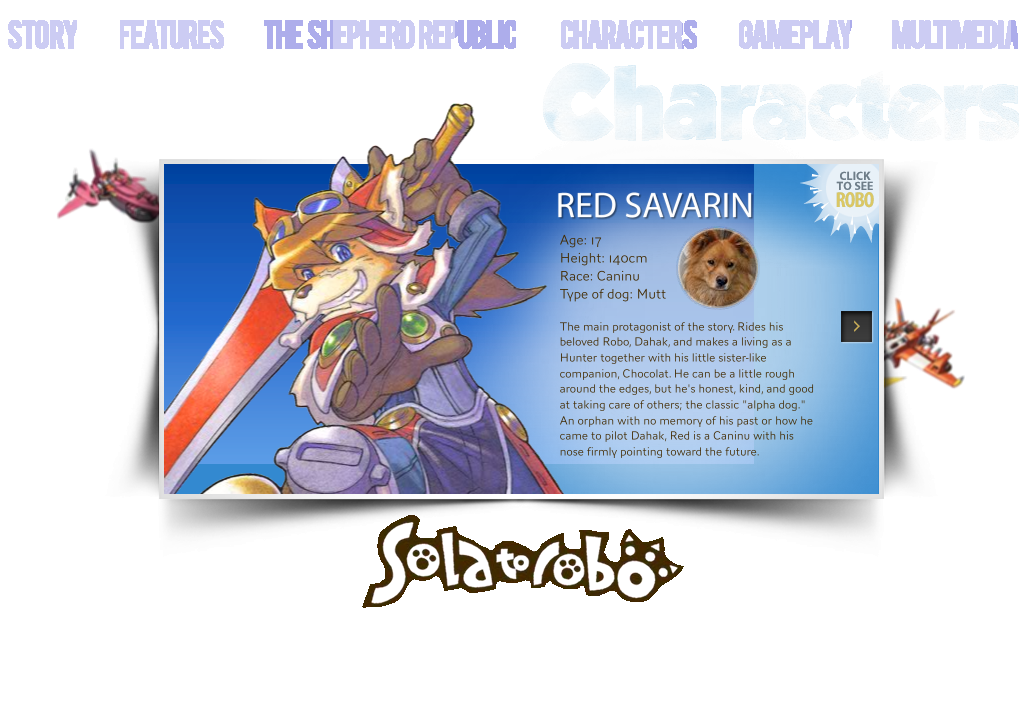 STORY FEATURES THE SHEPHERD REPUBLIC CHARACTERS GAMEPLAY MULTIMEDIA
Characters
CLICK
TO SEE
ROBO
RED SAVARIN
Age: 17
Height: 140cm
Race: Caninu
Type of dog: Mutt
The main protagonist of the story. Rides his
beloved Robo, Dahak, and makes a living as a
Hunter together with his little sister-like
companion, Chocolat. He can be a little rough
around the edges, but he's honest, kind, and good
at taking care of others; the classic "alpha dog."
An orphan with no memory of his past or how he
came to pilot Dahak, Red is a Caninu with his
nose firmly pointing toward the future.
Solatorobo